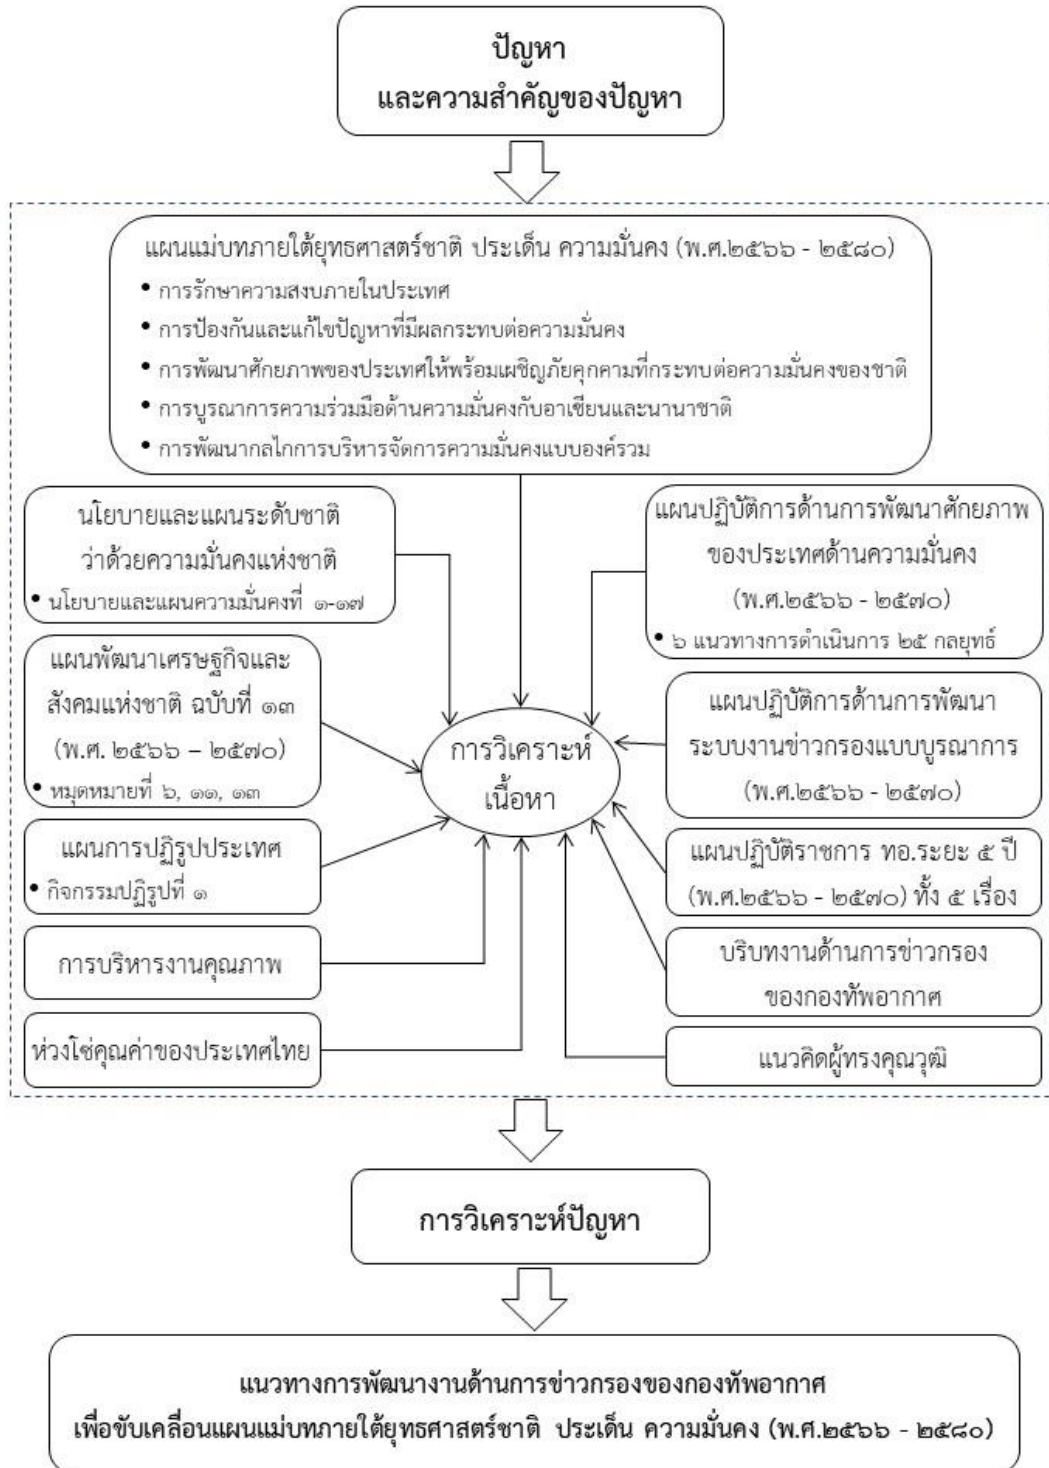 ปัญหา
และความสำคัญของปัญหา
แผนแม่บทภายใต้ยุทธศาสตร์ชาติ ประเด็น ความมั่นคง (พ.ศ.๒๕๖๖ - ๒๕๘๐)
• การรักษาความสงบภายในประเทศ
• การป้องกันและแก้ไขปัญหาที่มีผลกระทบต่อความมั่นคง
• การพัฒนาศักยภาพของประเทศให้พร้อมเผชิญภัยคุกคามที่กระทบต่อความมั่นคงของชาติ
• การบูรณาการความร่วมมือด้านความมั่นคงกับอาเซียนและนานาชาติ
• การพัฒนากลไกการบริหารจัดการความมั่นคงแบบองค์รวม
นโยบายและแผนระดับชาติ
ว่าด้วยความมั่นคงแห่งชาติ
• นโยบายและแผนความมั่นคงที่ ๑-๑๗
แผนพัฒนาเศรษฐกิจและ
สังคมแห่งชาติ ฉบับที่ ๑๓
(พ.ศ. ๒๕๖๖ – ๒๕๗๐)
• หมุดหมายที่ ๖, ๑๑, ๑๓
แผนการปฏิรูปประเทศ
• กิจกรรมปฏิรูปที่ ๑
การบริหารงานคุณภาพ
ห่วงโซ่คุณค่าของประเทศไทย
การวิเคราะห์
เนื้อหา
แผนปฏิบัติการด้านการพัฒนาศักยภาพ
ของประเทศด้านความมั่นคง
(พ.ศ.๒๕๖๖ - ๒๕๗๐)
• ๖ แนวทางการดำเนินการ ๒๕ กลยุทธ์
แผนปฏิบัติการด้านการพัฒนา
ระบบงานข่าวกรองแบบบูรณาการ
(พ.ศ.๒๕๖๖ - ๒๕๗๐)
แผนปฏิบัติราชการ ทอ.ระยะ ๕ ปี
(พ.ศ.๒๕๖๖ - ๒๕๗๐) ทั้ง ๕ เรื่อง
บริบทงานด้านการข่าวกรอง
ของกองทัพอากาศ
แนวคิดผู้ทรงคุณวุฒิ
การวิเคราะห์ปัญหา
แนวทางการพัฒนางานด้านการข่าวกรองของกองทัพอากาศ
เพื่อขับเคลื่อนแผนแม่บทภายใต้ยุทธศาสตร์ชาติ ประเด็น ความมั่นคง (พ.ศ.๒๕๖๖ - ๒๕๘๐)